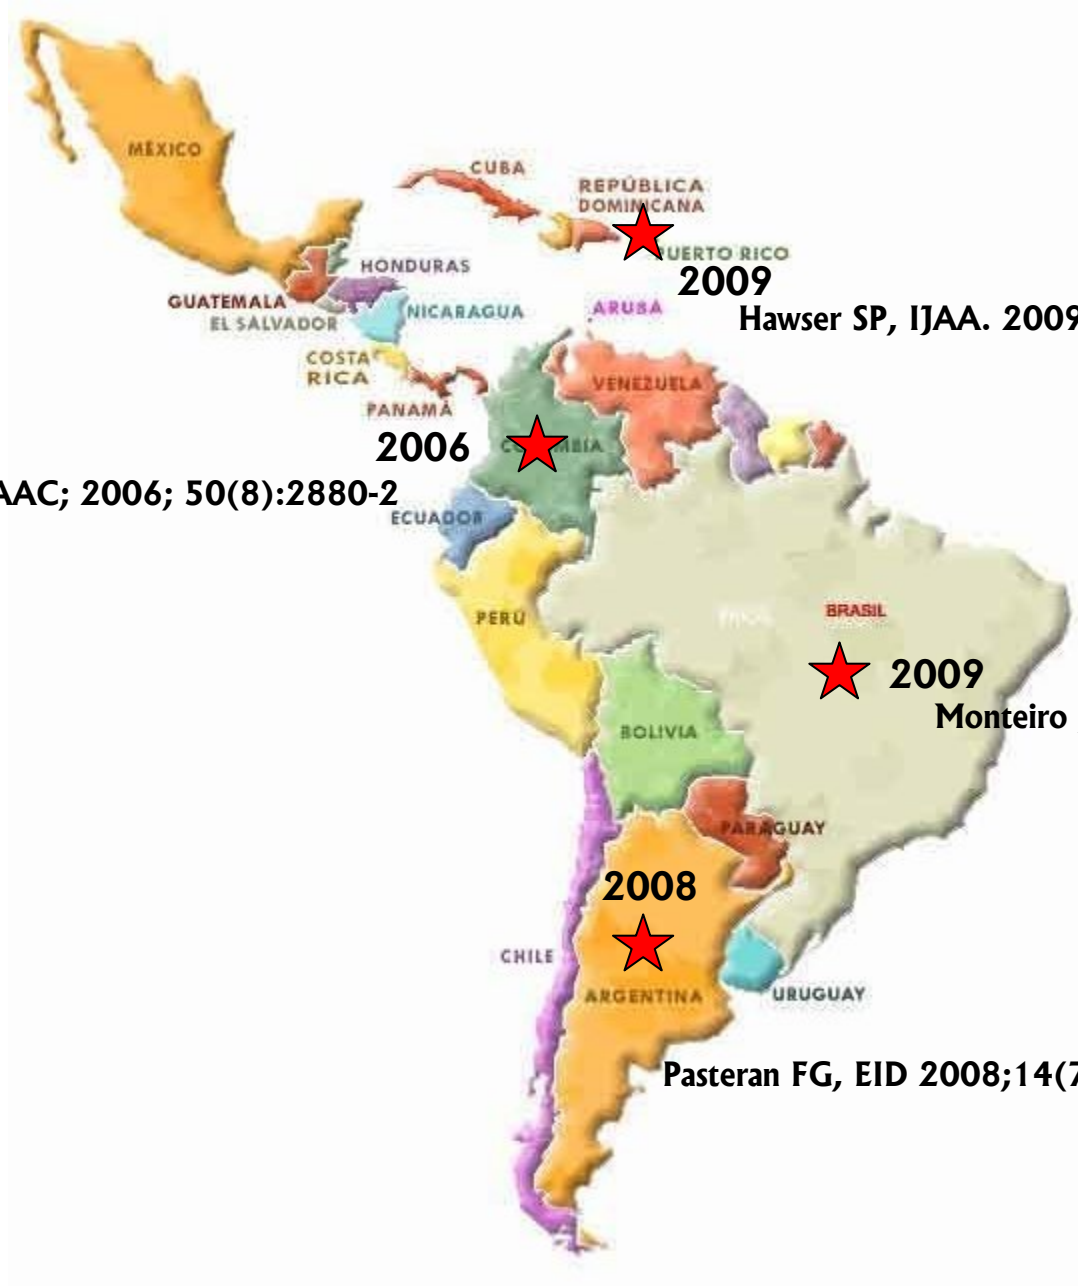 MÉXICO
CUBA
REPÚBLICA
DOMINICANA
PUERTO RICO
2009
HONDURAS
GUATEMALA
NICARAGUA
EL SALVADOR
ARUBA
Hawser SP, IJAA. 2009
COSTA
RICA
VENEZUELA
PANAMÁ
2006
COLOMBIA
AAC; 2006; 50(8):2880-2
ECUADOR
PERÚ
BRASIL
2009
Monteiro
BOLIVIA
PARAGUAY
2008
CHILE
ARGENTINA
URUGUAY
Pasteran FG, EID 2008;14(7